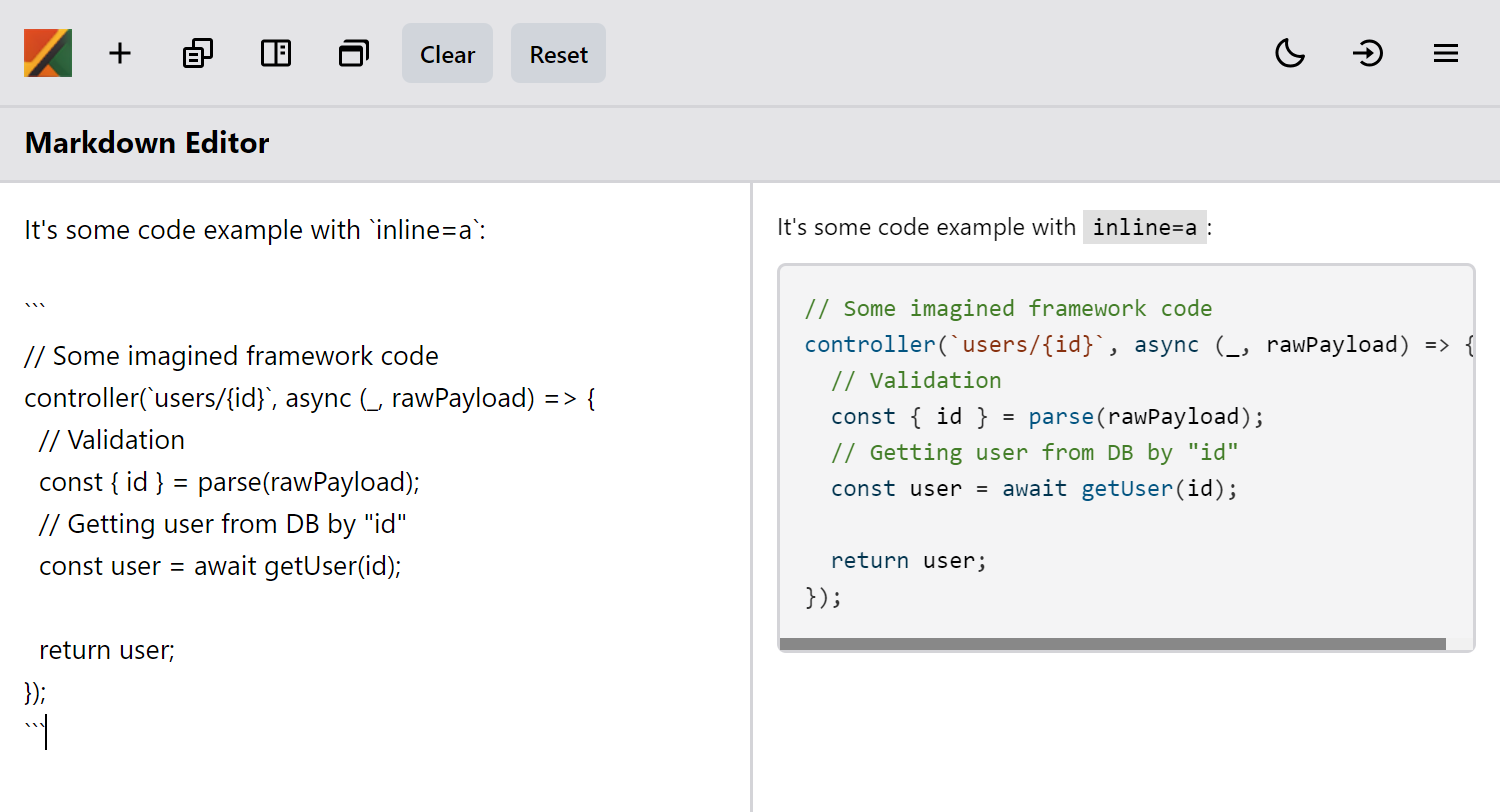 Clear
Reset
Markdown Editor
It's some code example with `inline=a`:
```
// Some imagined framework code
controller(`users/{id}`, async (_, rawPayload) => {
  // Validation
  const { id } = parse(rawPayload);
  // Getting user from DB by "id"
  const user = await getUser(id);

  return user;
});
```
It's some code example with inline=a:
// Some imagined framework code
controller(`users/{id}`, async (_, rawPayload) => {
  // Validation
  const { id } = parse(rawPayload);
  // Getting user from DB by "id"
  const user = await getUser(id);

  return user;
});